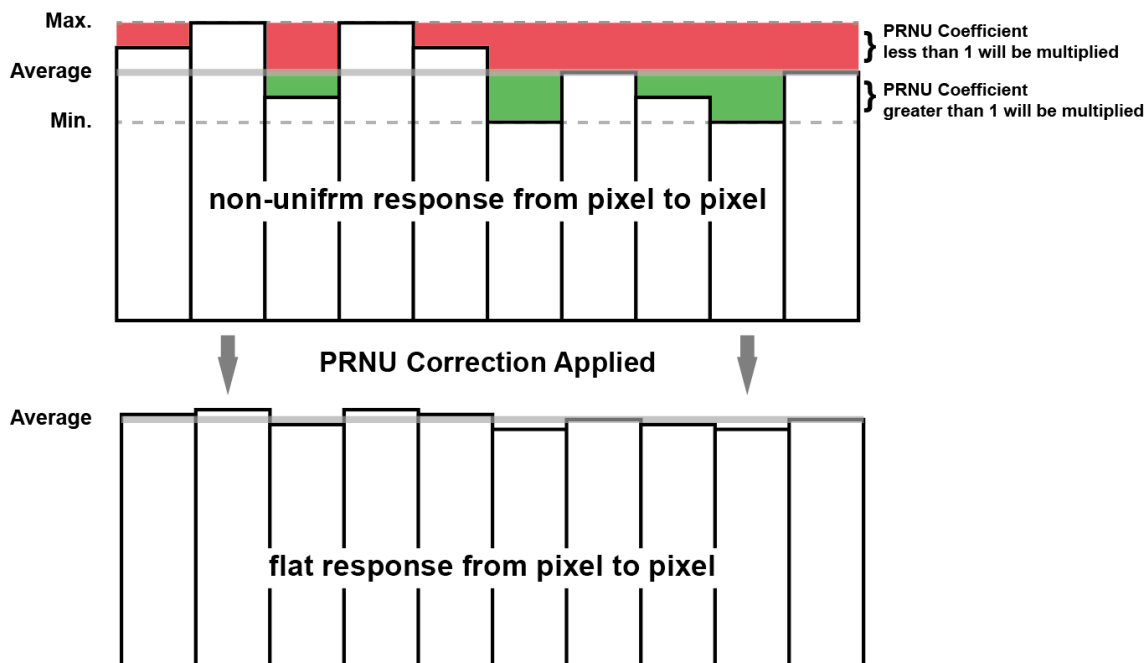 Max.
PRNU Coefficient
less than 1 will be multiplied
Average
PRNU Coefficient
greater than 1 will be multiplied
Min.
non-unifrm response from pixel to pixel
PRNU Correction Applied
Average
flat response from pixel to pixel